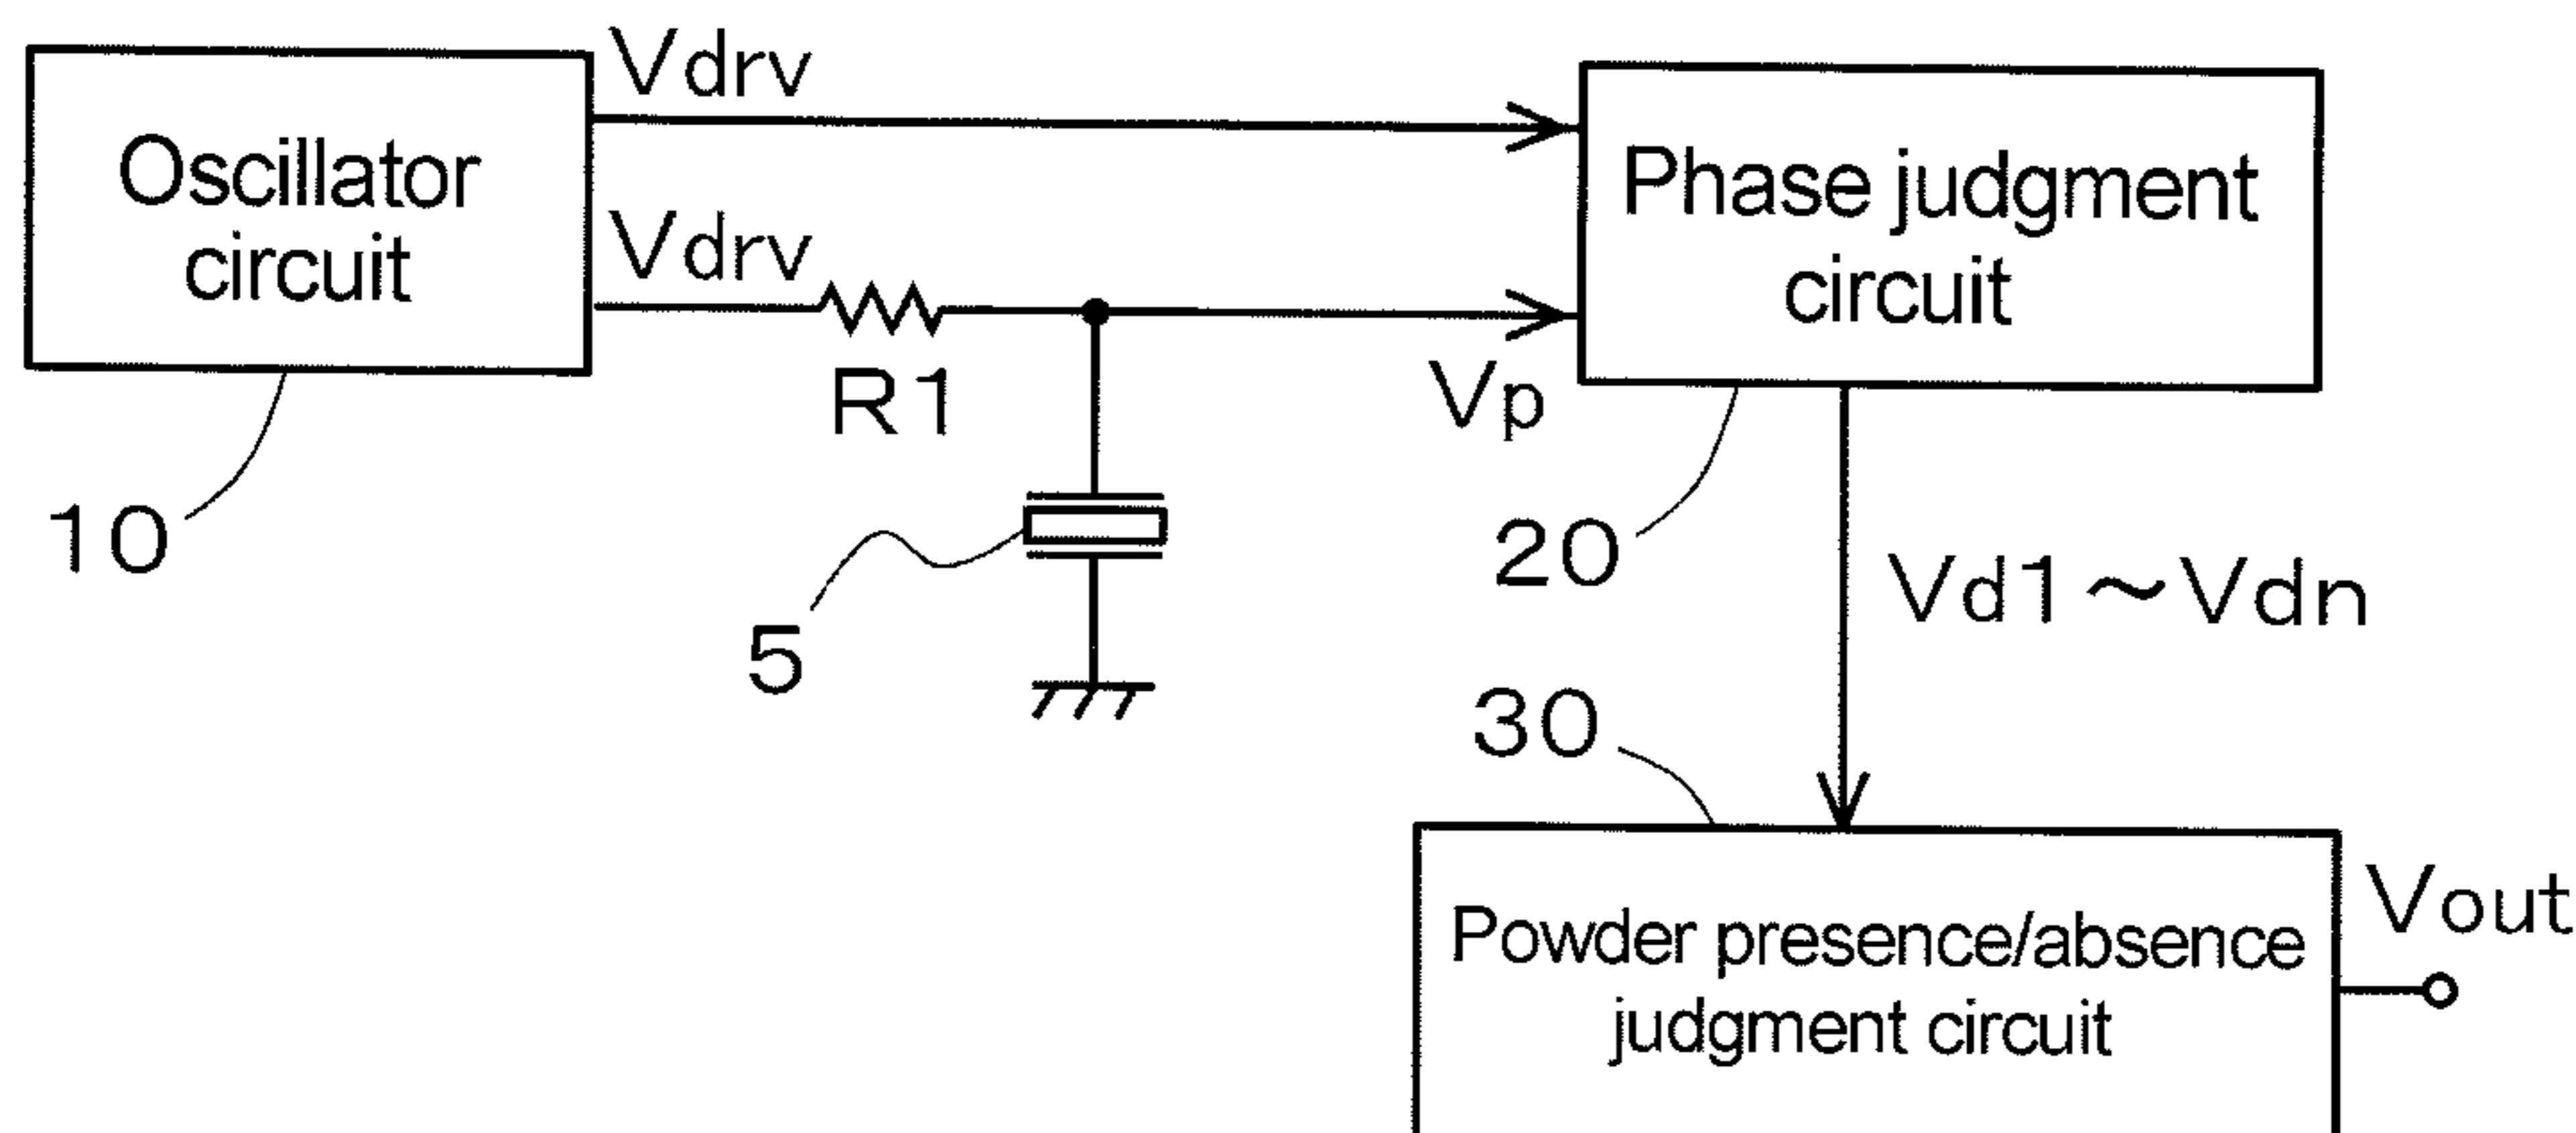 Vdrv
Oscillator
circuit
Vdrv
Phase judgment
circuit
R1
Vp
10
20
5
Vd1~Vdn
30
Powder presence/absence
judgment circuit
Vout